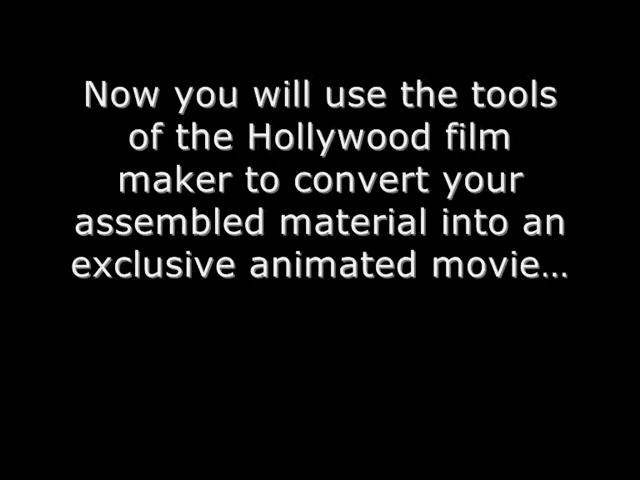 Now you will use the tools
of the Hollywood film
maker to convert your
assembled material into an
exclusive animated movie…